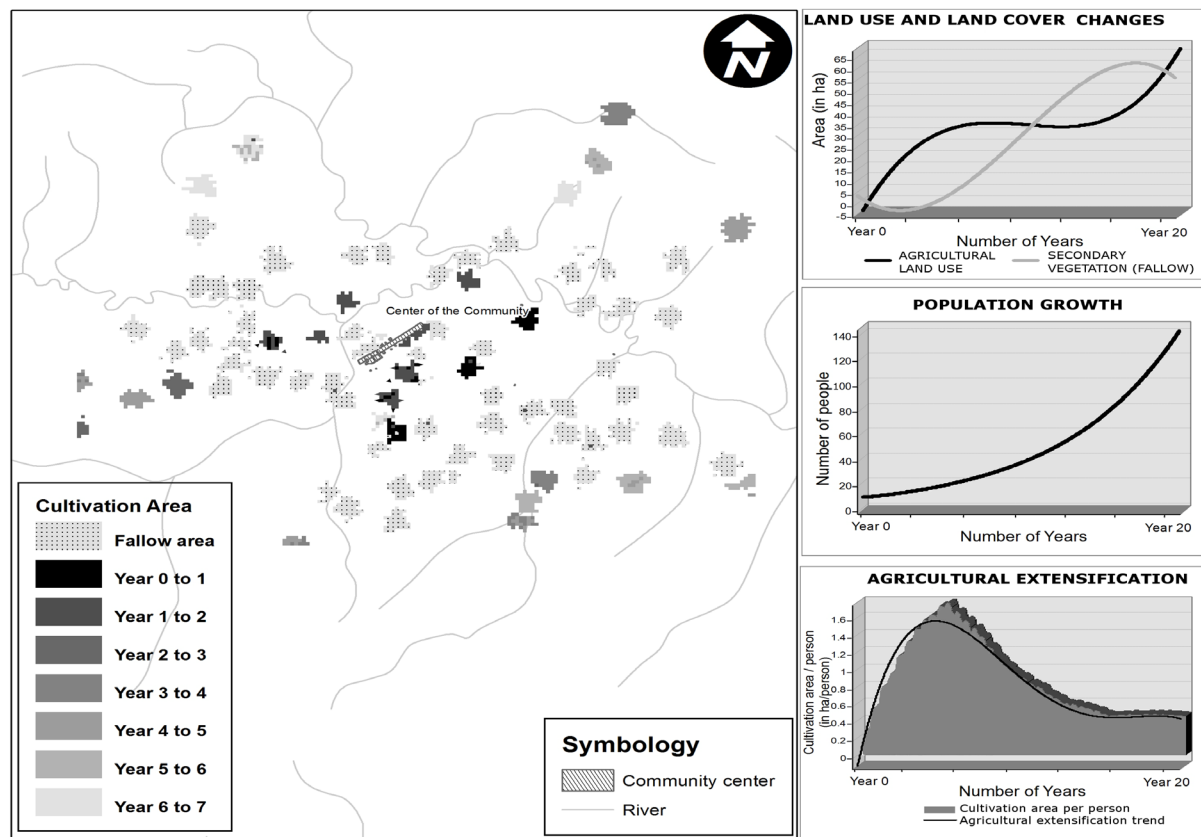 N
Center of the Community
Cultivation Area
Fallow area
Year 0 to 1
Year 1 to 2
Year 2 to 3
Year 3 to 4
Year 4 to 5
Year 5 to 6
Year 6 to 7
Symbology
Community center
River
LAND USE AND LAND COVER CHANGES
Area (in ha)
65
60
55
50
45
40
35
30
25
20
15
10
5
0
-5
Year 0
Year 20
Number of Years
AGRICULTURAL
LAND USE
SECONDARY
VEGETATION (FALLOW)
POPULATION GROWTH
Number of people
140
120
100
80
60
40
20
0
Year 0
Year 20
Number of Years
AGRICULTURAL EXTENSIFICATION
Cultivation area / person
(in ha/person)
1.6
1.4
1.2
1
0.8
0.6
0.4
0.2
0
Year 0
Year 20
Number of Years
Cultivation area per person
Agricultural extensification trend